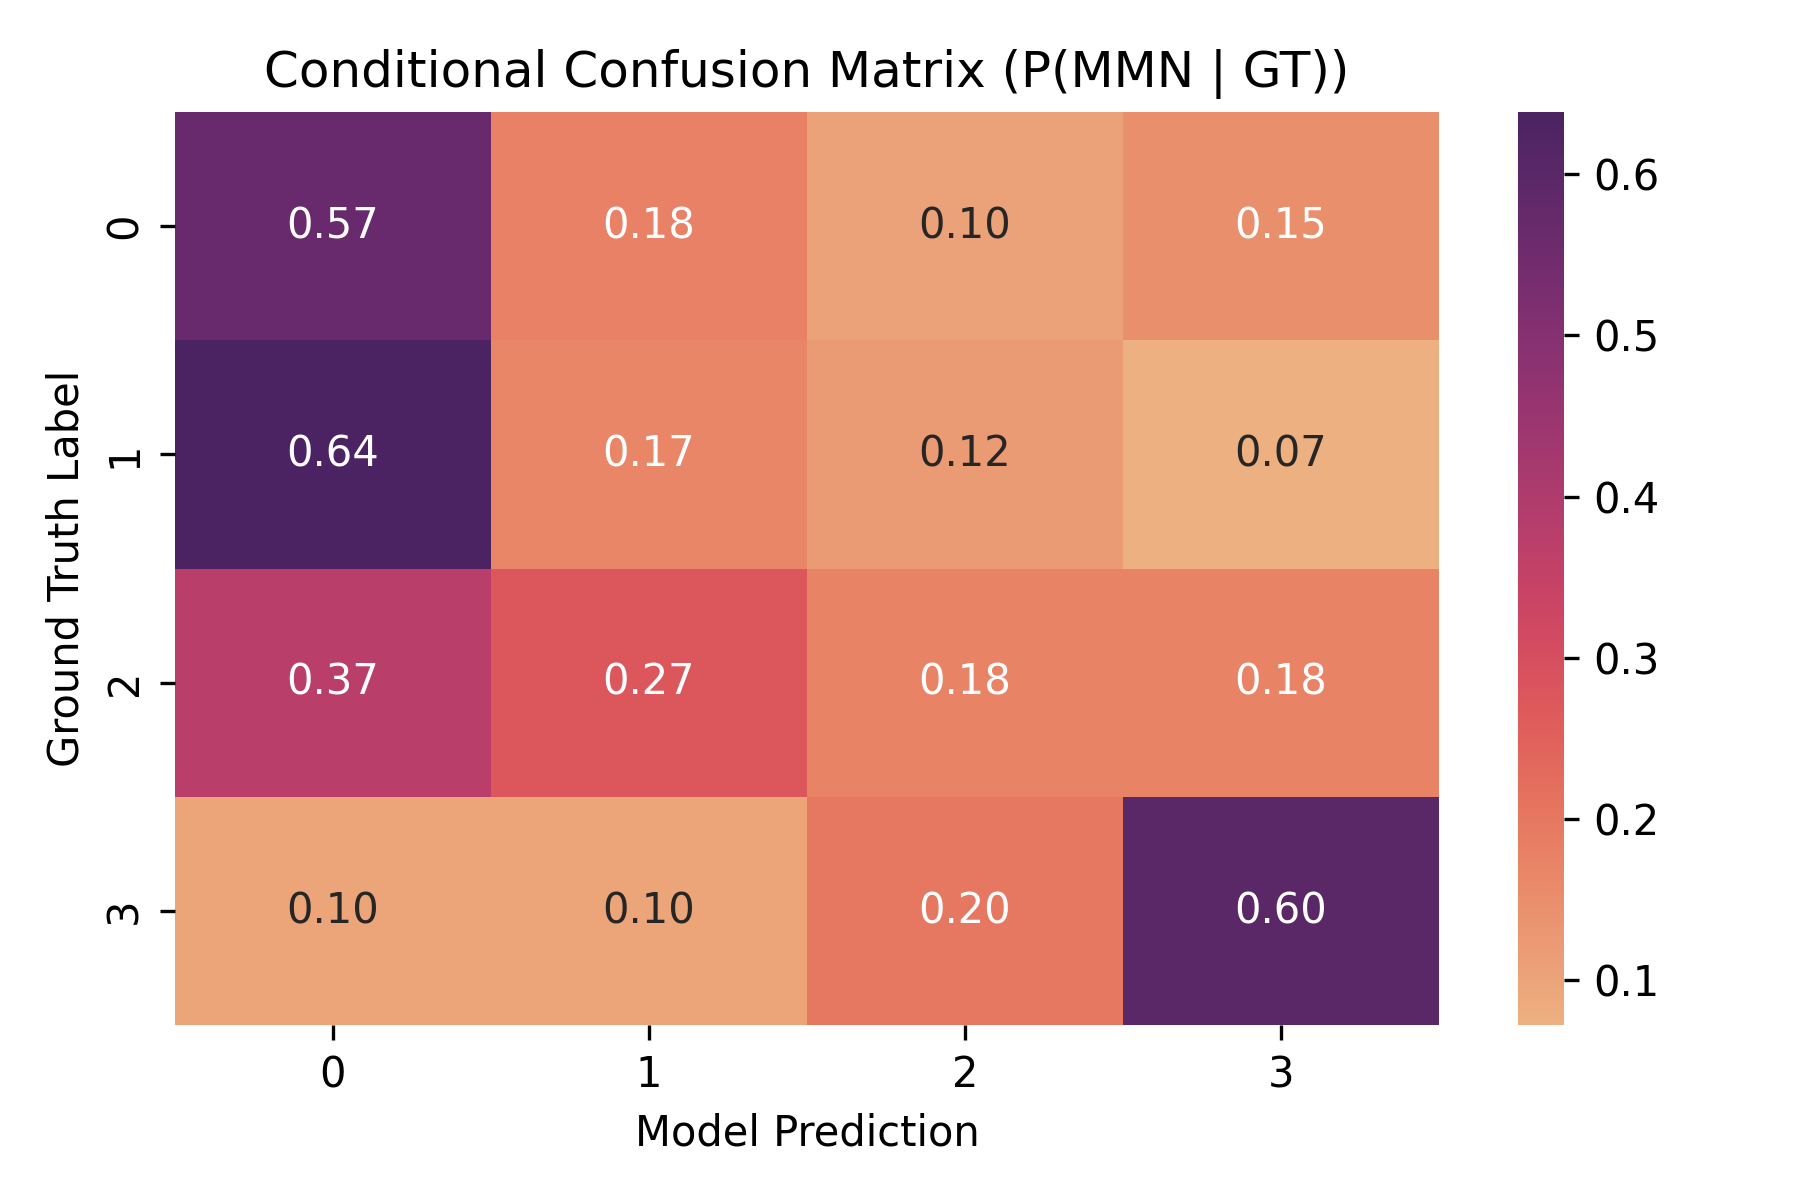 Conditional Confusion Matrix (P(MMN | GT))
Ground Truth Label
0
0.57 0.18 0.10 0.15
1
0.64 0.17 0.12 0.07
2
0.37 0.27 0.18 0.18
3
0.10 0.10 0.20 0.60
0 1 2 3
Model Prediction
0.6
0.5
0.4
0.3
0.2
0.1